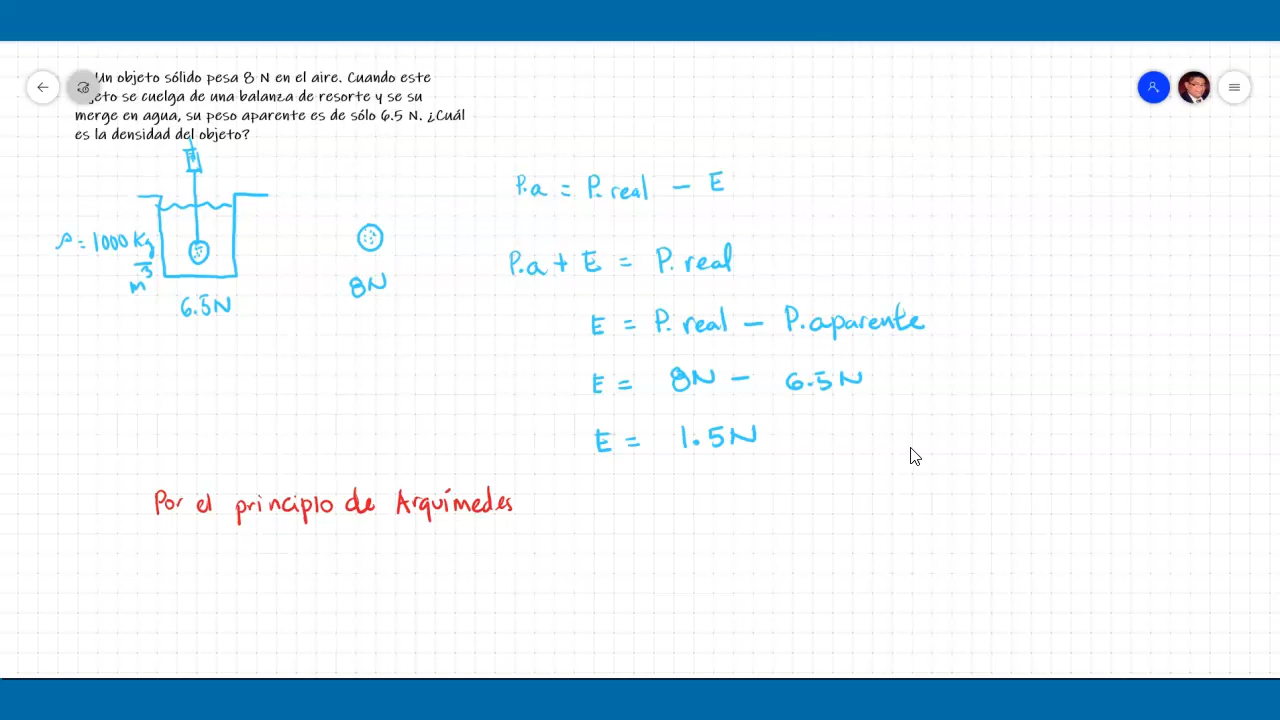 Un objeto sólido pesa 8 N en el aire. Cuando este
se cuelga de una balanza de resorte y se su
merge en agua, su peso aparente es de sólo 6.5 N. ¿Cuál
es la densidad del objeto?
ρ = 1000 Kg
m³
6.5N
8N
P.a = P. real - E
P.a + E = P. real
E = P. real - P. aparente
E = 8N - 6.5N
E = 1.5N
Por el principio de Arquímedes